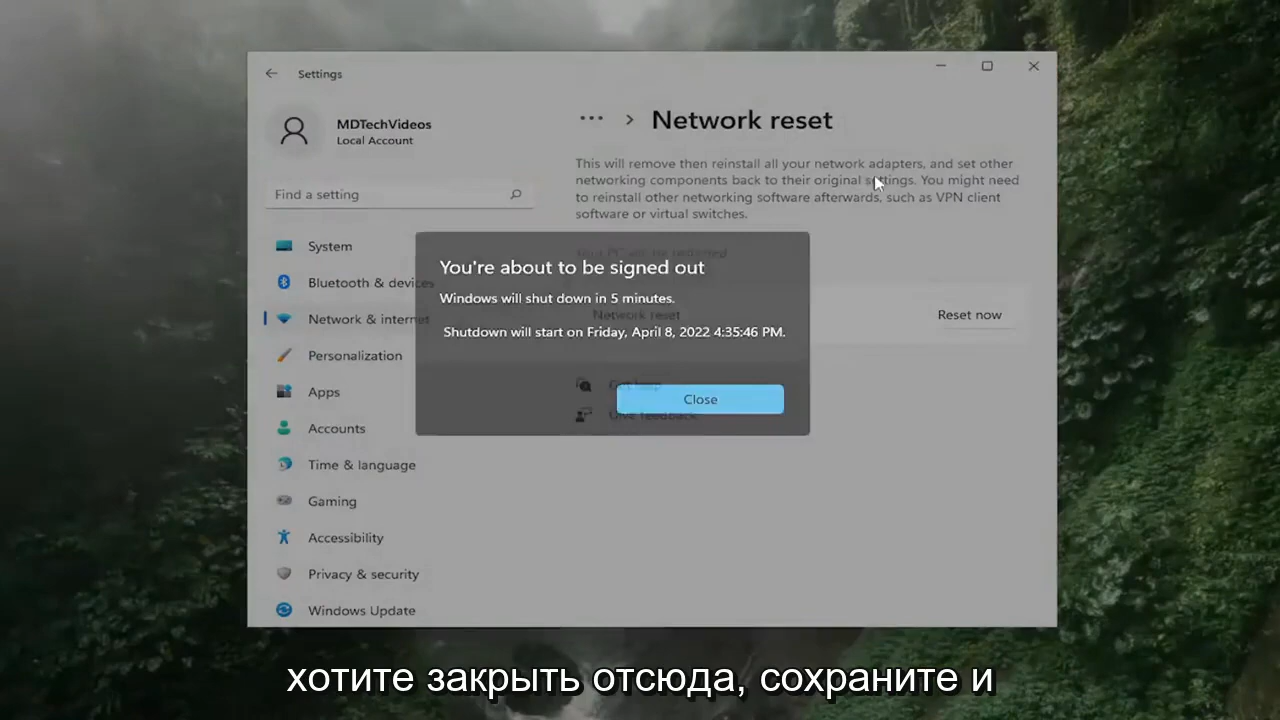 Settings
MDTechVideos
Local Account
Find a setting
System
Bluetooth & devices
Network & internet
Personalization
Apps
Accounts
Time & language
Gaming
Accessibility
Privacy & security
Windows Update
... > Network reset
This will remove then reinstall all your network adapters, and set other
networking components back to their original settings. You might need
to reinstall other networking software afterwards, such as VPN client
software or virtual switches.
Your PC will be restarted
Network reset
Reset now
Get help
Give feedback
You're about to be signed out
Windows will shut down in 5 minutes.
Shutdown will start on Friday, April 8, 2022 4:35:46 PM.
Close
хотите закрыть отсюда, сохраните и